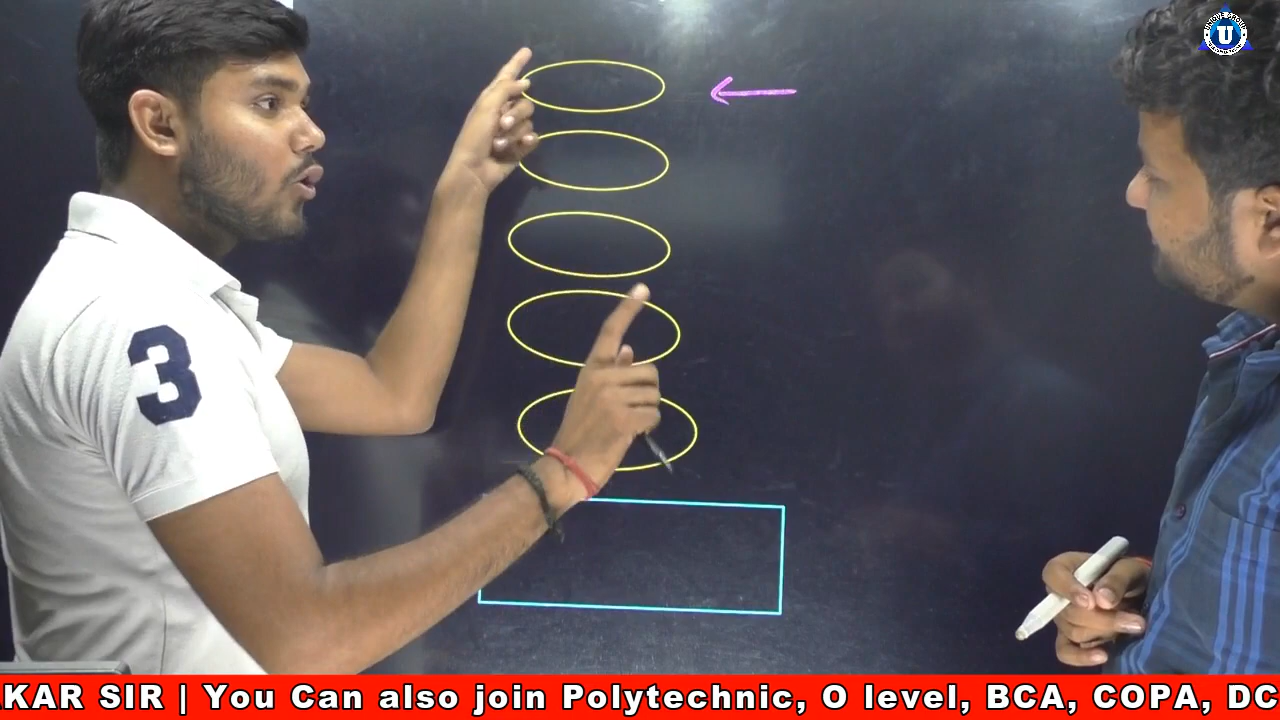 U
3
KAR SIR | You Can also join Polytechnic, O level, BCA, COPA, DC